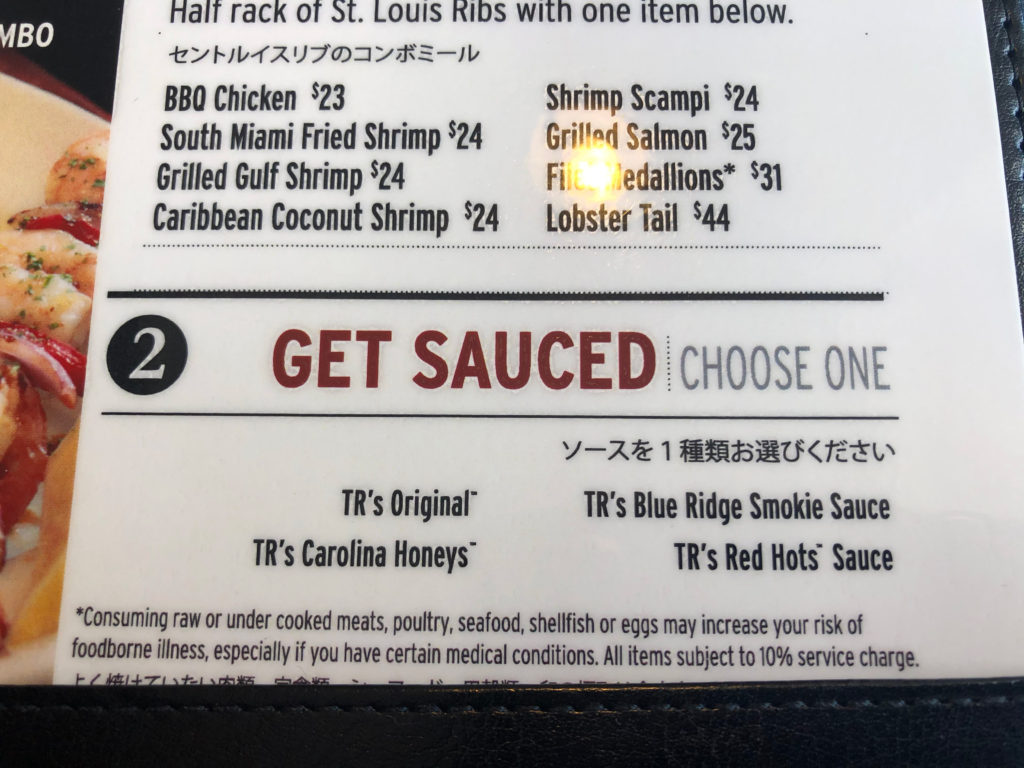 MBO
Half rack of St. Louis Ribs with one item below.
セントルイスリブのコンボミール
BBQ Chicken $23
South Miami Fried Shrimp $24
Grilled Gulf Shrimp $24
Caribbean Coconut Shrimp $24
Shrimp Scampi $24
Grilled Salmon $25
Medallions* $31
Lobster Tail $44
2 GET SAUCED CHOOSE ONE
ソースを1種類お選びください
TR's Original™
TR's Carolina Honeys™
TR's Blue Ridge Smokie Sauce
TR's Red Hots™ Sauce
*Consuming raw or under cooked meats, poultry, seafood, shellfish or eggs may increase your risk of
foodborne illness, especially if you have certain medical conditions. All items subject to 10% service charge.